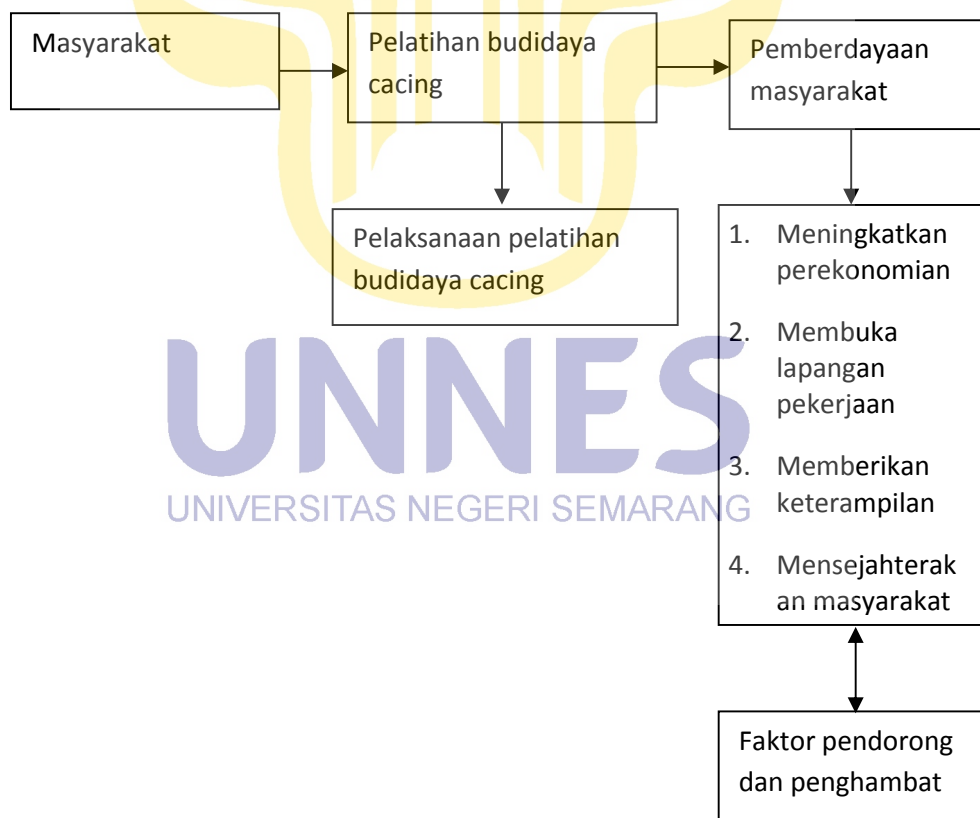 Masyarakat
Pelatihan budidaya
cacing
Pemberdayaan
masyarakat
Pelaksanaan pelatihan
budidaya cacing
1. Meningkatkan
perekonomian
2. Membuka
lapangan
pekerjaan
3. Memberikan
keterampilan
4. Mensejahterak
an masyarakat
Faktor pendorong
dan penghambat
UNNES
UNIVERSITAS NEGERI SEMARANG